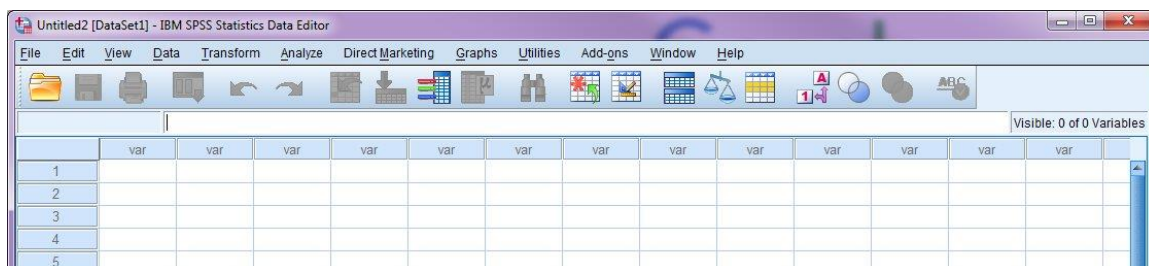 Untitled2 [DataSet1] - IBM SPSS Statistics Data Editor
File Edit View Data Transform Analyze Direct Marketing Graphs Utilities Add-ons Window Help
Visible: 0 of 0 Variables
var var var var var var var var var var var var var
1
2
3
4
5